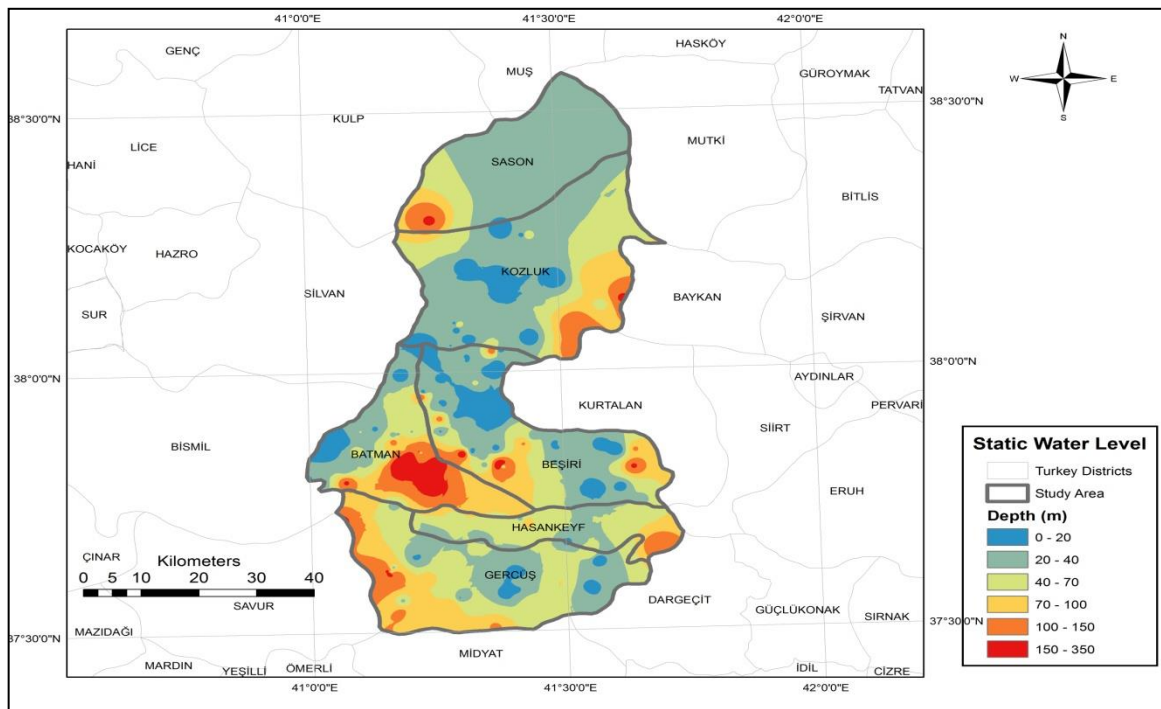 41°0'0"E
41°30'0"E
42°0'0"E
GENÇ
HASKÖY
MUŞ
GÜROYMAK
TATVAN
N
W
E
S
38°30'0"N
38°30'0"N
KULP
LİCE
MUTKİ
HANİ
SASON
BİTLİS
KOCAKÖY
HAZRO
KOZLUK
SİLVAN
BAYKAN
SUR
ŞİRVAN
38°0'0"N
38°0'0"N
AYDINLAR
KURTALAN
PERVARİ
SİİRT
BİSMİL
BATMAN
BEŞİRİ
ERUH
HASANKEYF
ÇINAR
GERCÜŞ
Kilometers
0 5 10 20 30 40
SAVUR
DARGEÇİT
GÜÇLÜKONAK
SIRNAK
MAZIDAĞI
37°30'0"N
37°30'0"N
MİDYAT
MARDIN
YEŞİLLİ
ÖMERLİ
İDİL
CİZRE
41°0'0"E
41°30'0"E
42°0'0"E
Static Water Level
Turkey Districts
Study Area
Depth (m)
0 - 20
20 - 40
40 - 70
70 - 100
100 - 150
150 - 350